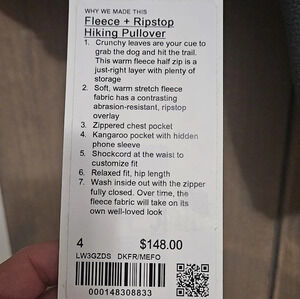 WHY WE MADE THIS
Fleece + Ripstop
Hiking Pullover
1. Crunchy leaves are your cue to
grab the dog and hit the trail.
This warm fleece half zip is a
just-right layer with plenty of
storage
2. Soft, warm stretch fleece
fabric has a contrasting
abrasion-resistant, ripstop
overlay
3. Zippered chest pocket
4. Kangaroo pocket with hidden
phone sleeve
5. Shockcord at the waist to
customize fit
6. Relaxed fit, hip length
7. Wash inside out with the zipper
fully closed. Over time, the
fleece fabric will take on its
own well-loved look
4 $148.00
LW3GZDS DKFR/MEFO
000148308833